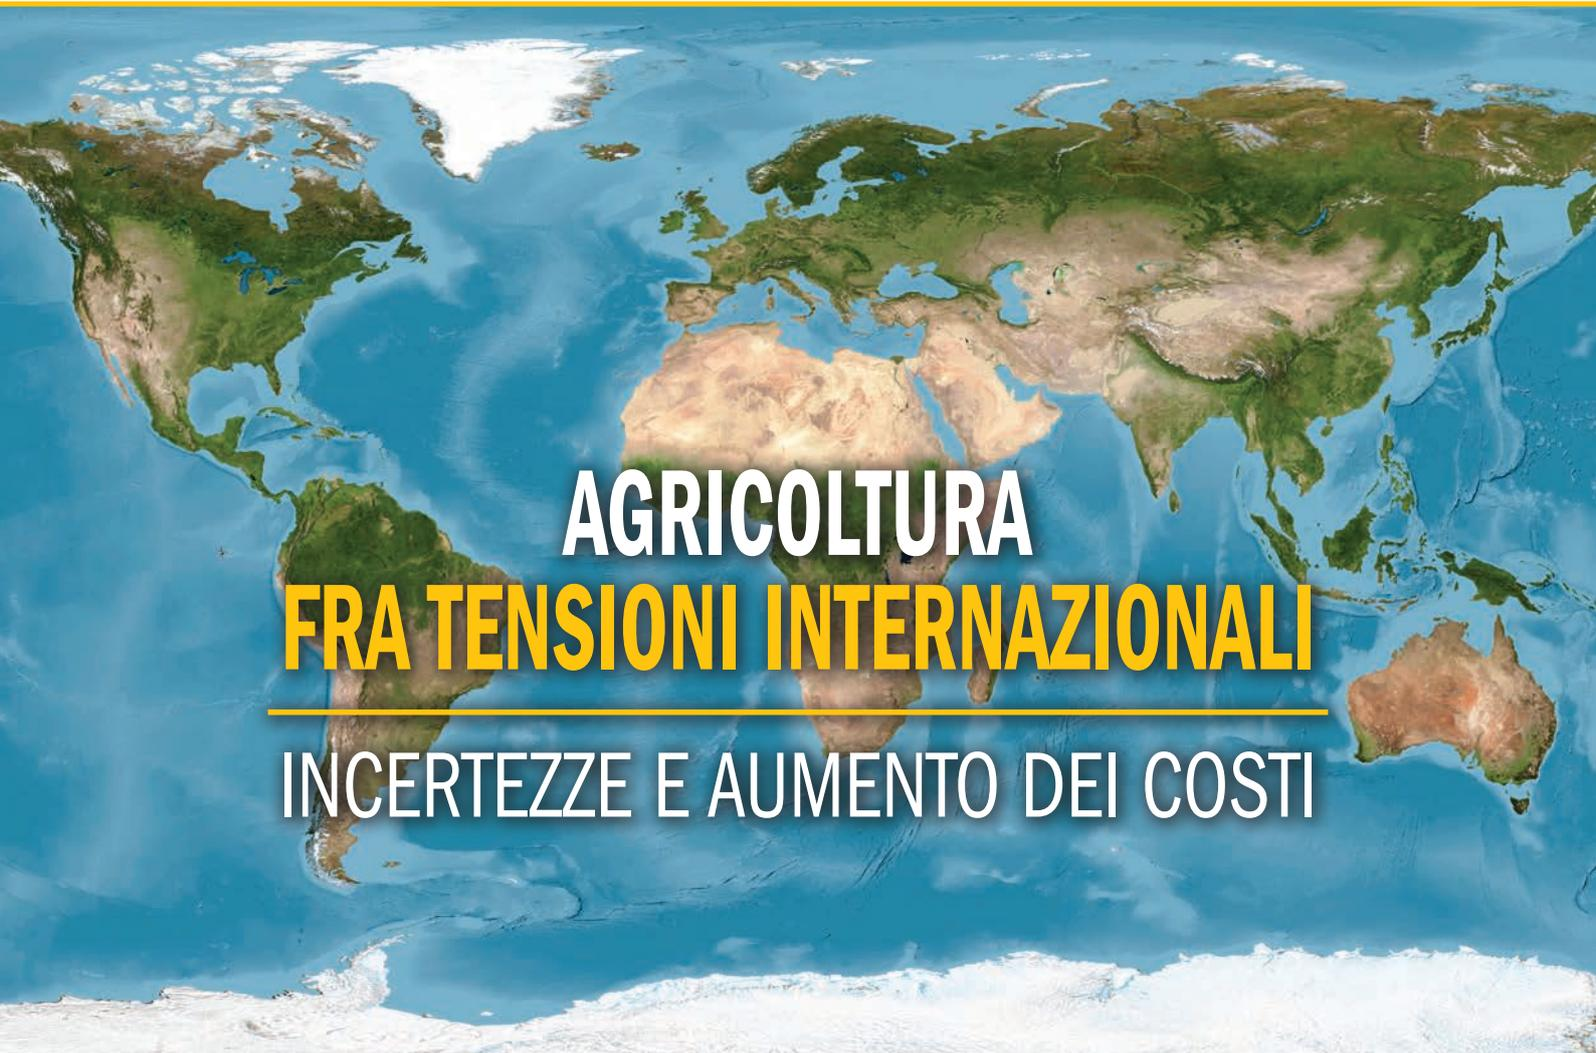 AGRICOLTURA
FRA TENSIONI INTERNAZIONALI
INCERTEZZE E AUMENTO DEI COSTI